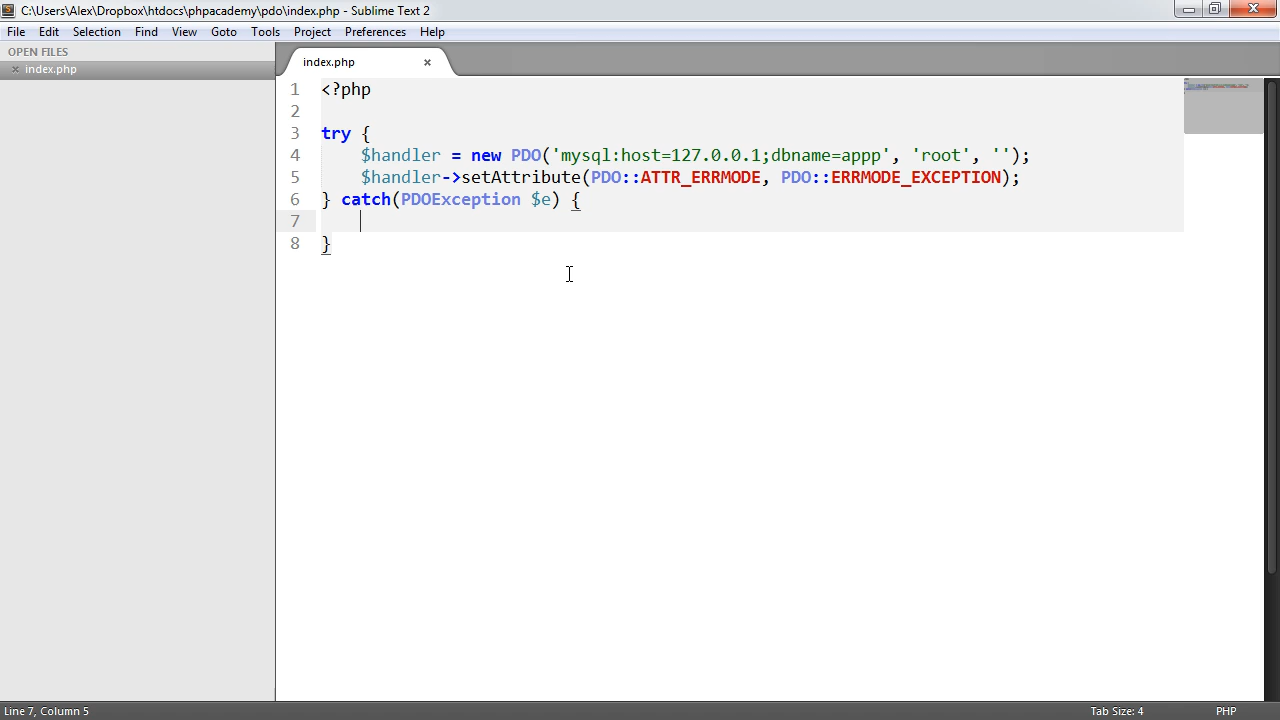 C:\Users\Alex\Dropbox\htdocs\phpacademy\pdo\index.php - Sublime Text 2
File Edit Selection Find View Goto Tools Project Preferences Help
OPEN FILES
index.php
index.php
1 <?php
2
3 try {
4     $handler = new PDO('mysql:host=127.0.0.1;dbname=appp', 'root', '');
5     $handler->setAttribute(PDO::ATTR_ERRMODE, PDO::ERRMODE_EXCEPTION);
6 } catch(PDOException $e) {
7
8 }
Line 7, Column 5
Tab Size: 4
PHP